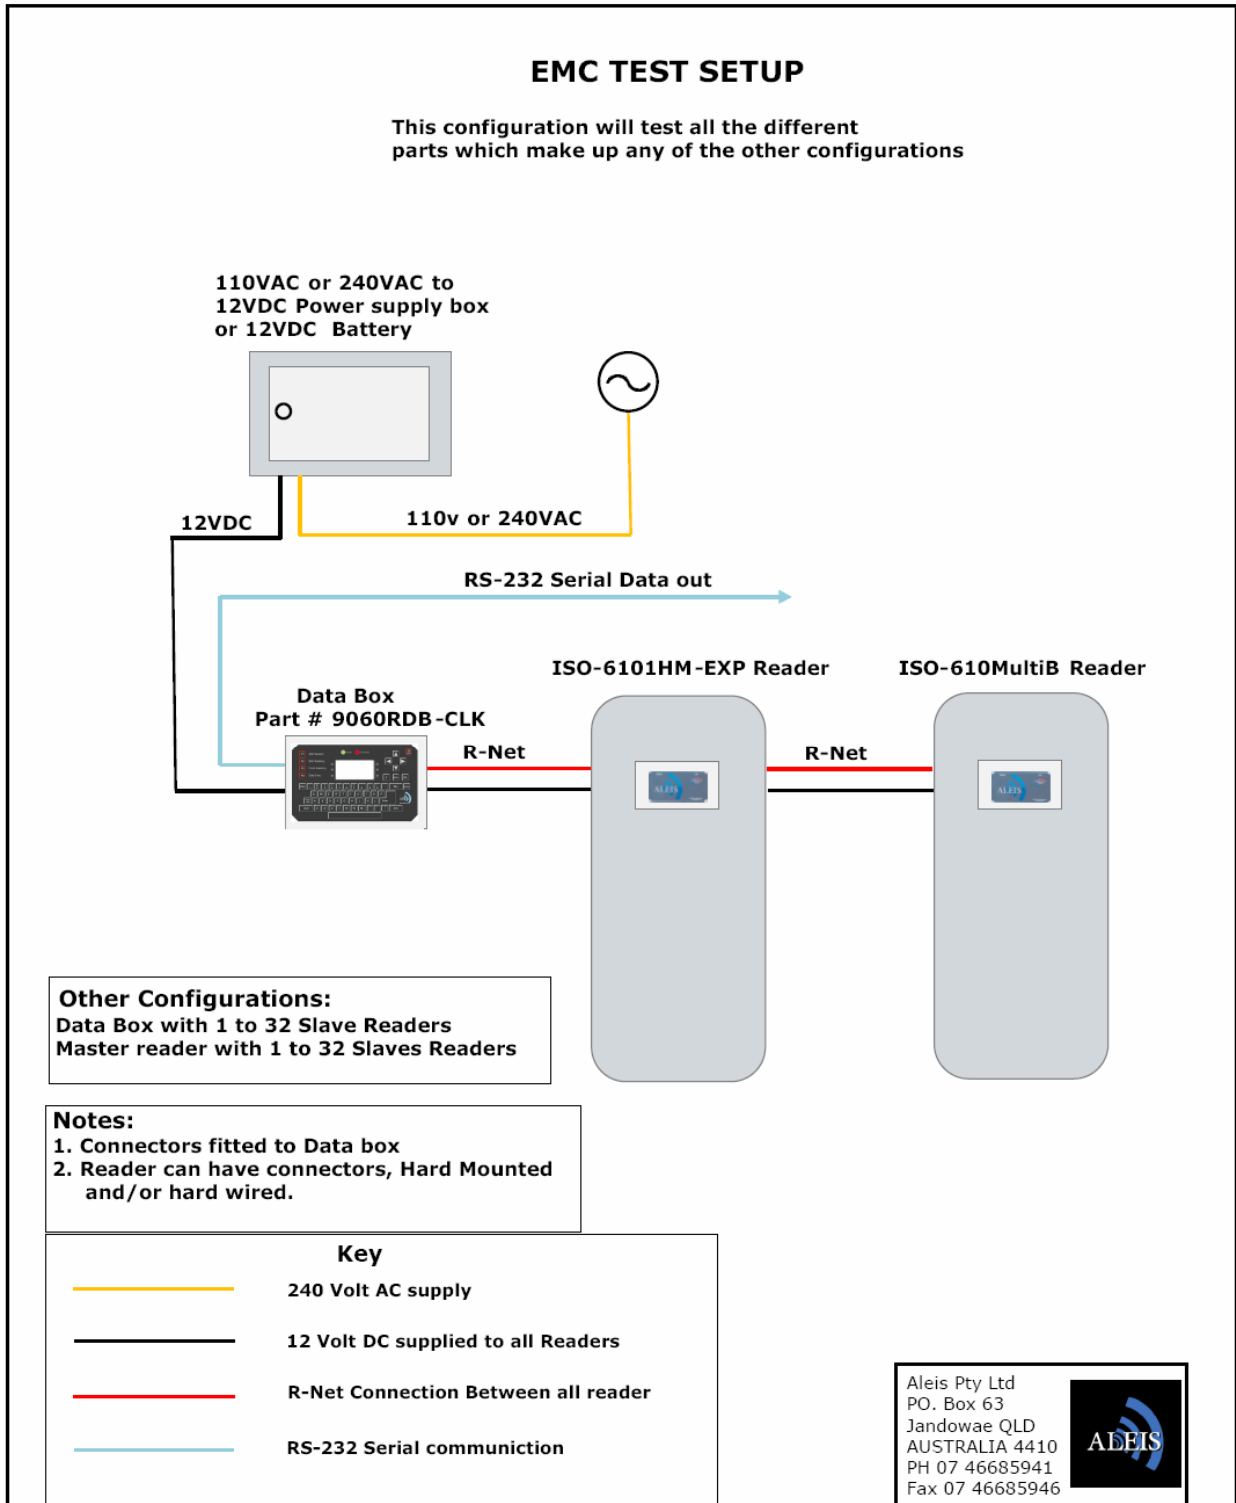 EMC TEST SETUP
This configuration will test all the different
parts which make up any of the other configurations
110VAC or 240VAC to
12VDC Power supply box
or 12VDC Battery
12VDC
110v or 240VAC
RS-232 Serial Data out
ISO-6101HM-EXP Reader
ISO-610MultiB Reader
Data Box
Part # 9060RDB-CLK
R-Net
R-Net
ALEIS
ALEIS
Other Configurations:
Data Box with 1 to 32 Slave Readers
Master reader with 1 to 32 Slaves Readers
Notes:
1. Connectors fitted to Data box
2. Reader can have connectors, Hard Mounted
and/or hard wired.
Key
240 Volt AC supply
12 Volt DC supplied to all Readers
R-Net Connection Between all reader
RS-232 Serial communiction
Aleis Pty Ltd
PO. Box 63
Jandowae QLD
AUSTRALIA 4410
PH 07 46685941
Fax 07 46685946
ALEIS